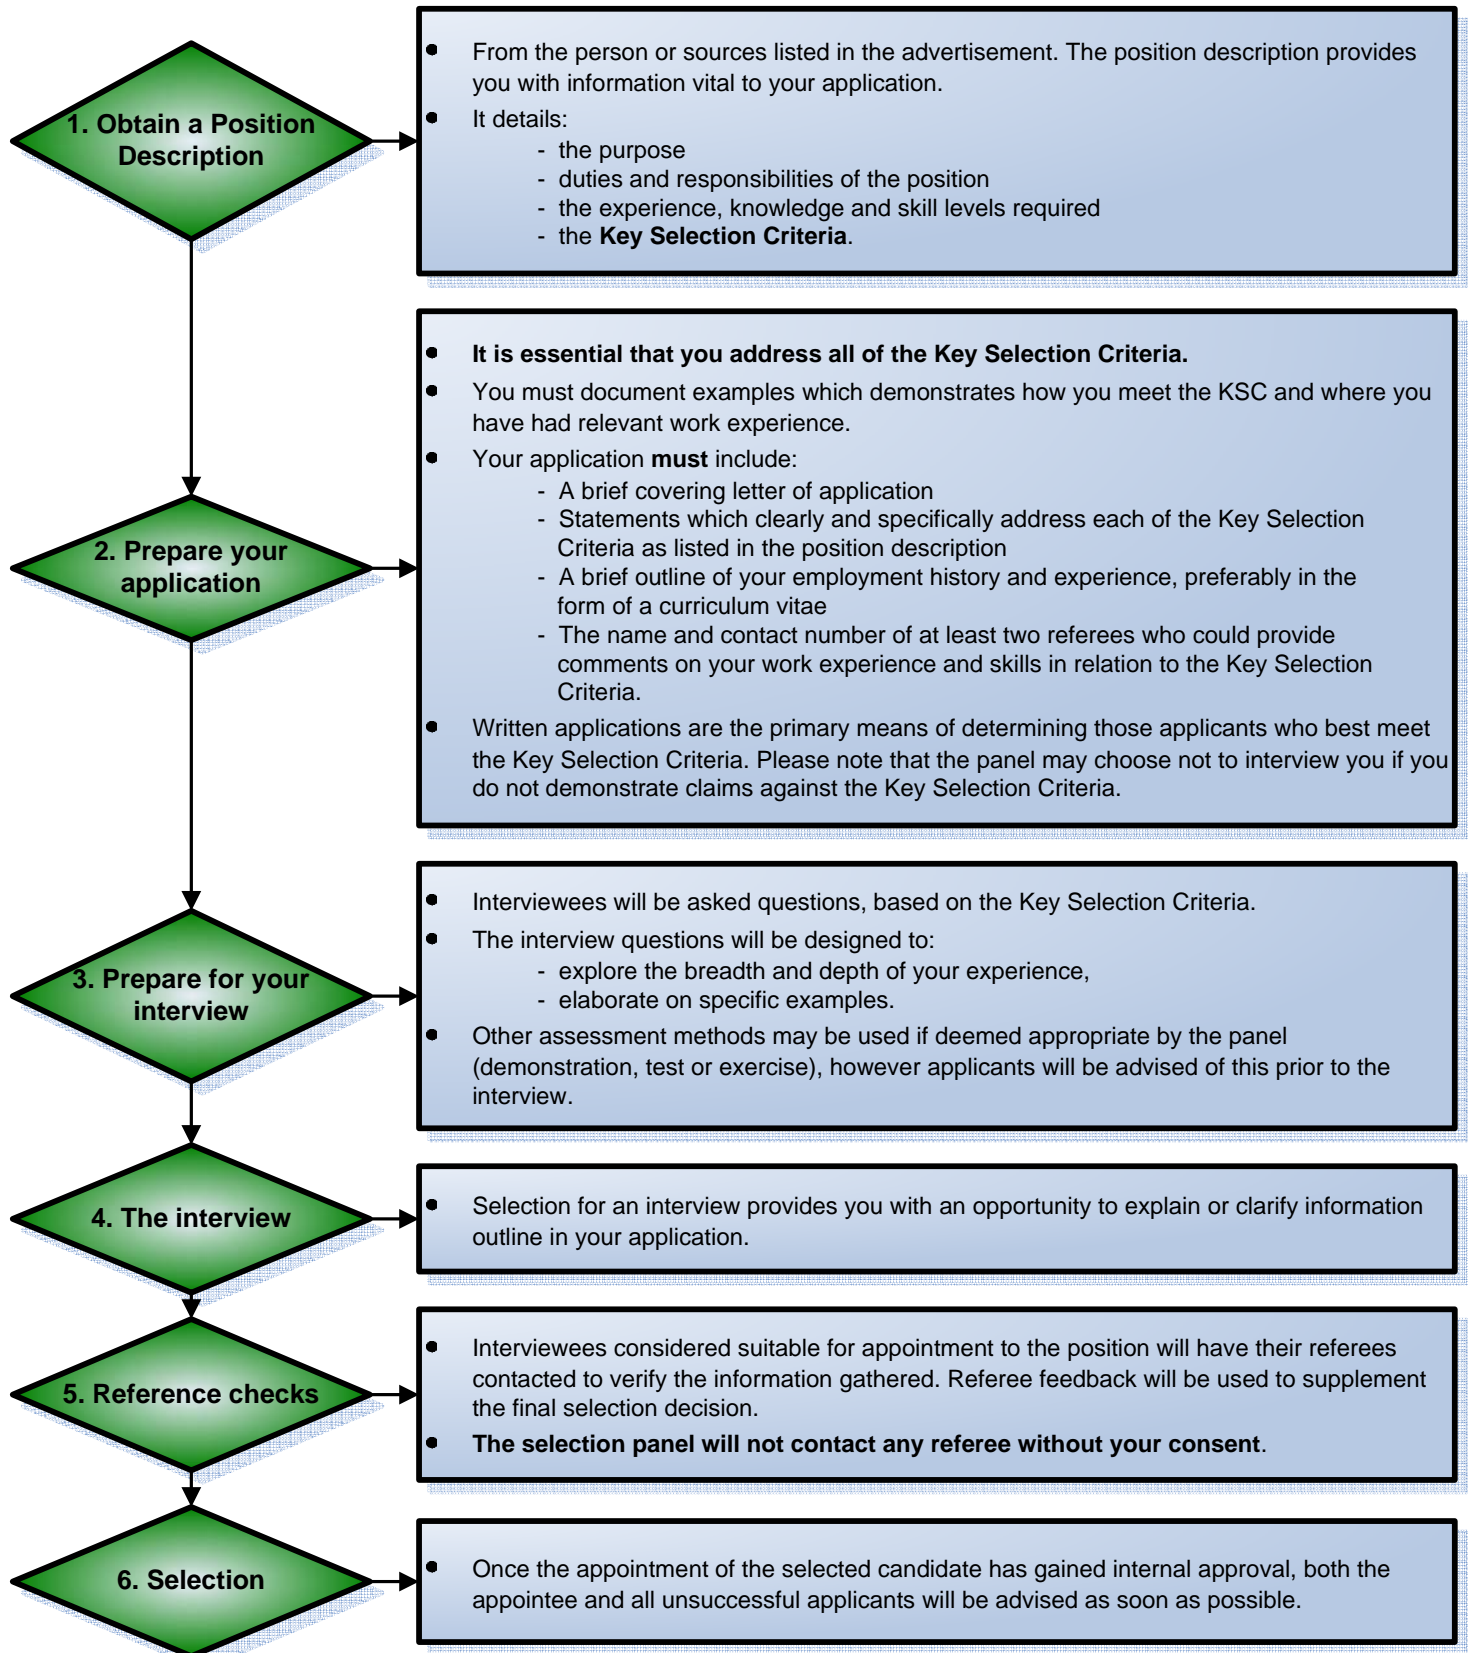 1. Obtain a Position
Description
• From the person or sources listed in the advertisement. The position description provides
you with information vital to your application.
• It details:
- the purpose
- duties and responsibilities of the position
- the experience, knowledge and skill levels required
- the Key Selection Criteria.
2. Prepare your
application
• It is essential that you address all of the Key Selection Criteria.
• You must document examples which demonstrates how you meet the KSC and where you
have had relevant work experience.
• Your application must include:
- A brief covering letter of application
- Statements which clearly and specifically address each of the Key Selection
Criteria as listed in the position description
- A brief outline of your employment history and experience, preferably in the
form of a curriculum vitae
- The name and contact number of at least two referees who could provide
comments on your work experience and skills in relation to the Key Selection
Criteria.
• Written applications are the primary means of determining those applicants who best meet
the Key Selection Criteria. Please note that the panel may choose not to interview you if you
do not demonstrate claims against the Key Selection Criteria.
3. Prepare for your
interview
• Interviewees will be asked questions, based on the Key Selection Criteria.
• The interview questions will be designed to:
- explore the breadth and depth of your experience,
- elaborate on specific examples.
• Other assessment methods may be used if deemed appropriate by the panel
(demonstration, test or exercise), however applicants will be advised of this prior to the
interview.
4. The interview
• Selection for an interview provides you with an opportunity to explain or clarify information
outline in your application.
5. Reference checks
• Interviewees considered suitable for appointment to the position will have their referees
contacted to verify the information gathered. Referee feedback will be used to supplement
the final selection decision.
• The selection panel will not contact any referee without your consent.
6. Selection
• Once the appointment of the selected candidate has gained internal approval, both the
appointee and all unsuccessful applicants will be advised as soon as possible.